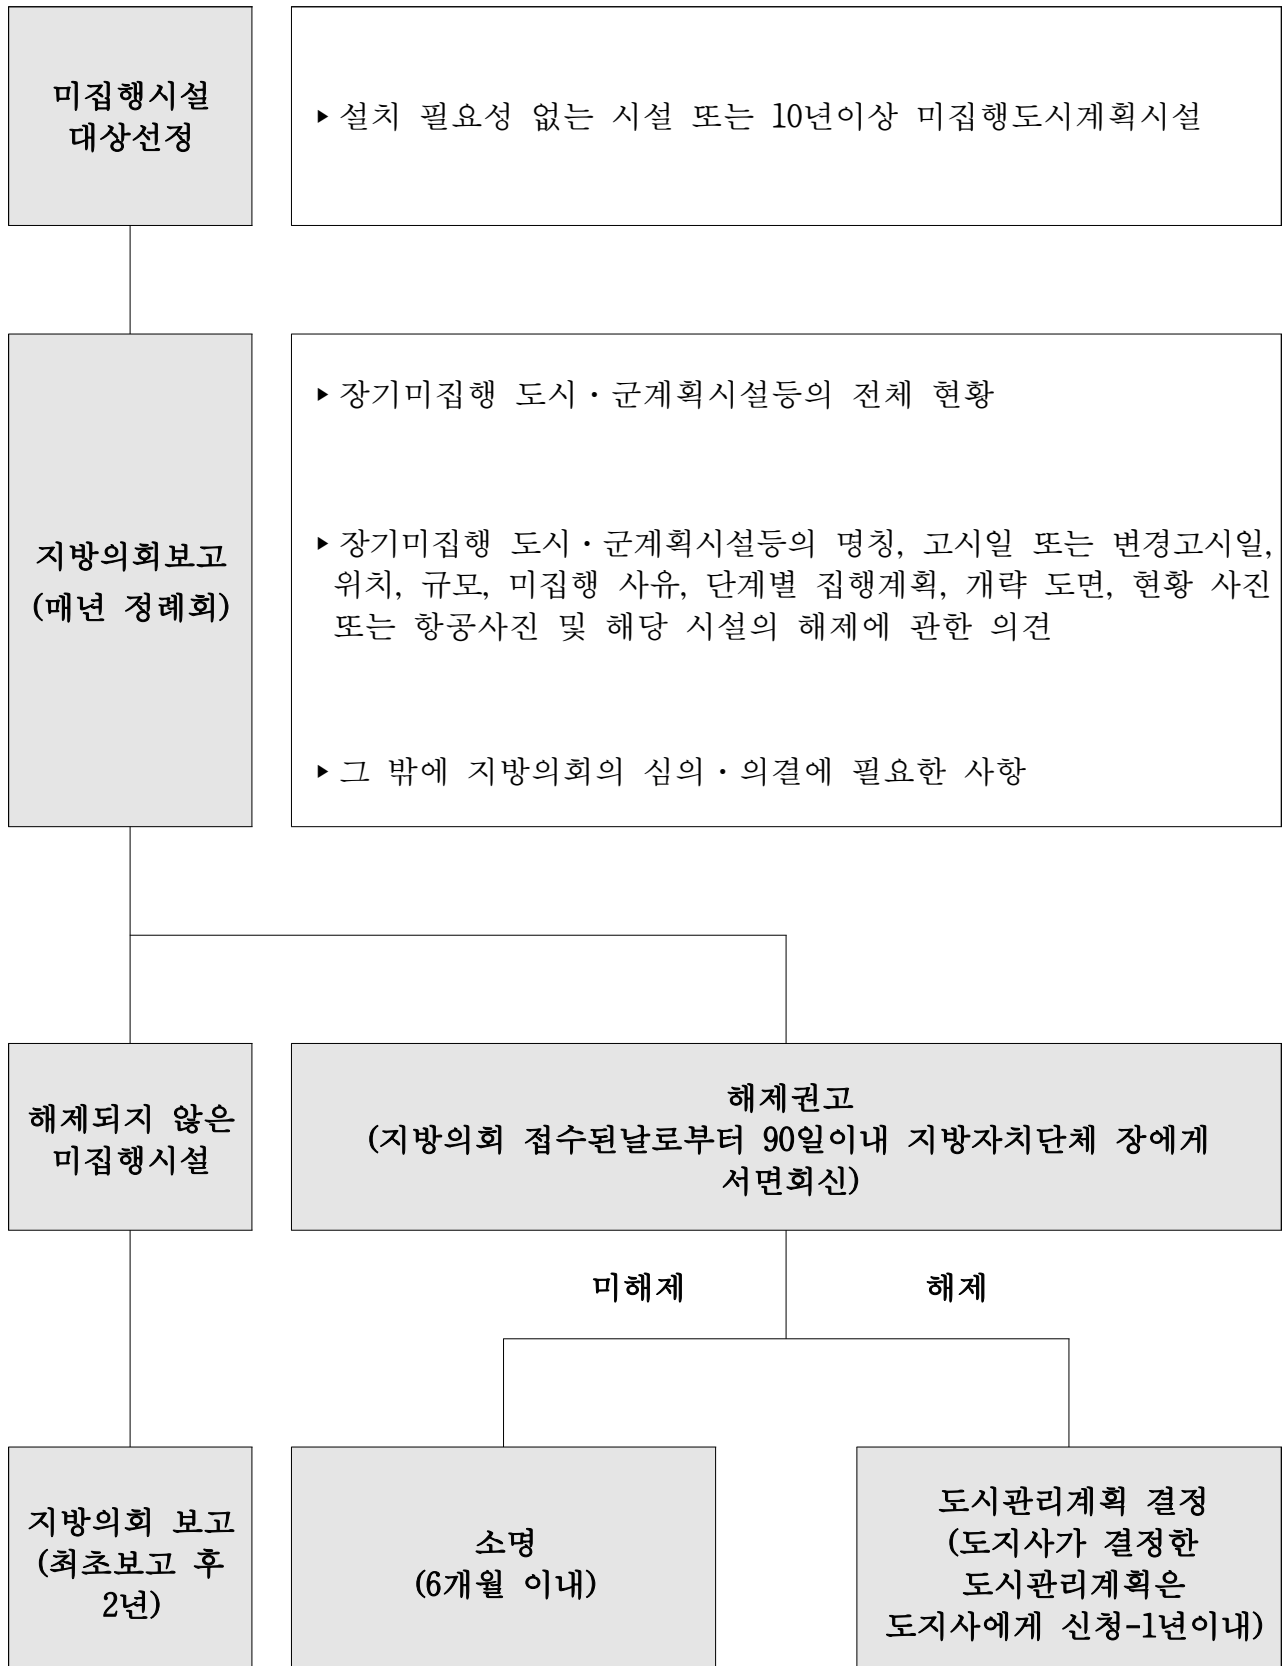 미집행시설
대상선정
▸설치 필요성 없는 시설 또는 10년이상 미집행도시계획시설
지방의회보고
(매년 정례회)
▸장기미집행 도시·군계획시설등의 전체 현황
▸장기미집행 도시·군계획시설등의 명칭, 고시일 또는 변경고시일,
위치, 규모, 미집행 사유, 단계별 집행계획, 개략 도면, 현황 사진
또는 항공사진 및 해당 시설의 해제에 관한 의견
▸그 밖에 지방의회의 심의·의결에 필요한 사항
해제되지 않은
미집행시설
해제권고
(지방의회 접수된날로부터 90일이내 지방자치단체 장에게
서면회신)
미해제
해제
지방의회 보고
(최초보고 후
2년)
소명
(6개월 이내)
도시관리계획 결정
(도지사가 결정한
도시관리계획은
도지사에게 신청-1년이내)